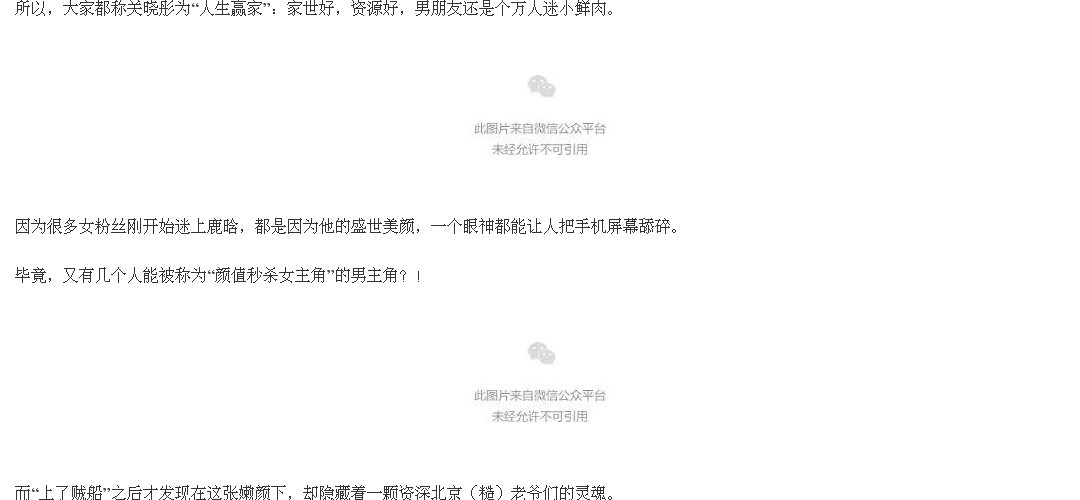 所以，大家都称关晓彤为“人生赢家”：家世好，资源好，男朋友还是个万人迷小鲜肉。
此图片来自微信公众平台
未经允许不可引用
因为很多女粉丝刚开始迷上鹿晗，都是因为他的盛世美颜，一个眼神都能让人把手机屏幕舔碎。
毕竟，又有几个人能被称为“颜值秒杀女主角”的男主角？！
此图片来自微信公众平台
未经允许不可引用
而“上了贼船”之后才发现在这张嫩颜下，却隐藏着一颗资深北京（糙）老爷们的灵魂。